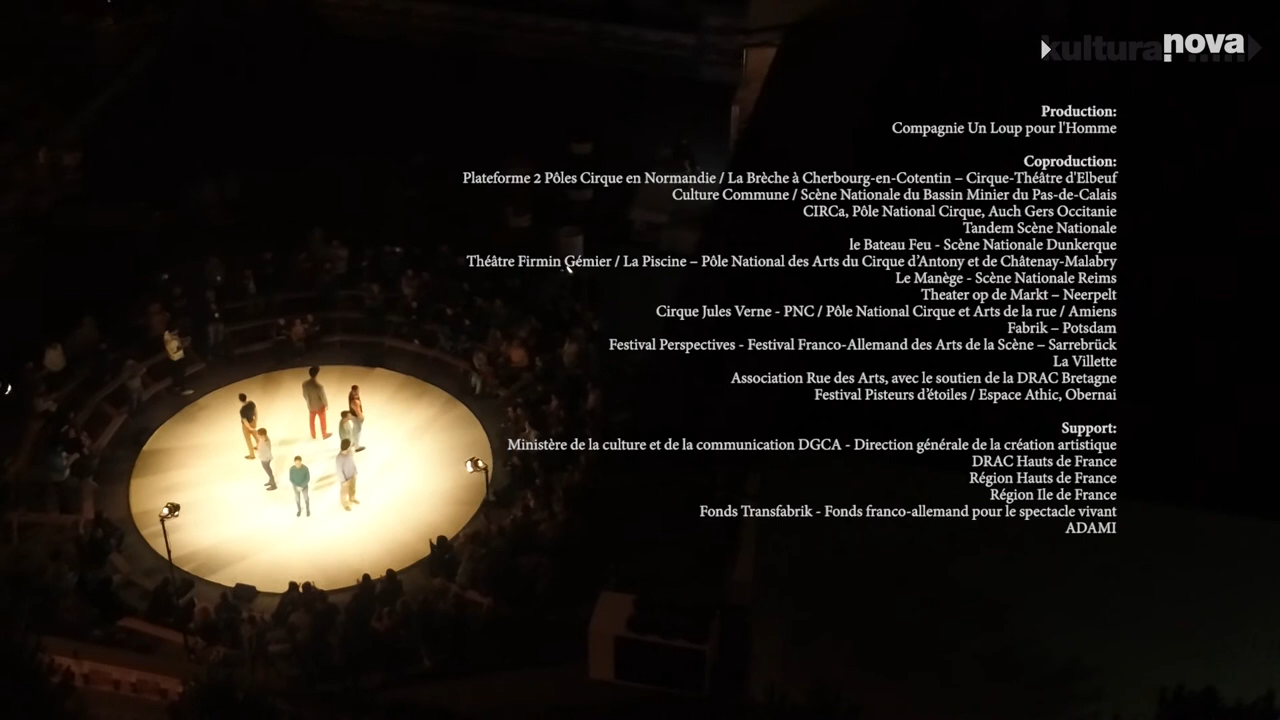 kultura.nova
Production:
Compagnie Un Loup pour l'Homme
Coproduction:
Plateforme 2 Pôles Cirque en Normandie / La Brèche à Cherbourg-en-Cotentin – Cirque-Théâtre d'Elbeuf
Culture Commune / Scène Nationale du Bassin Minier du Pas-de-Calais
CIRCa, Pôle National Cirque, Auch Gers Occitanie
Tandem Scène Nationale
le Bateau Feu - Scène Nationale Dunkerque
Théâtre Firmin Gémier / La Piscine – Pôle National des Arts du Cirque d’Antony et de Châtenay-Malabry
Le Manège - Scène Nationale Reims
Theater op de Markt – Neerpelt
Cirque Jules Verne - PNC / Pôle National Cirque et Arts de la rue / Amiens
Fabrik – Potsdam
Festival Perspectives - Festival Franco-Allemand des Arts de la Scène – Sarrebrück
La Villette
Association Rue des Arts, avec le soutien de la DRAC Bretagne
Festival Pisteurs d’étoiles / Espace Athic, Obernai
Support:
Ministère de la culture et de la communication DGCA - Direction générale de la création artistique
DRAC Hauts de France
Région Hauts de France
Région Ile de France
Fonds Transfabrik - Fonds franco-allemand pour le spectacle vivant
ADAMI